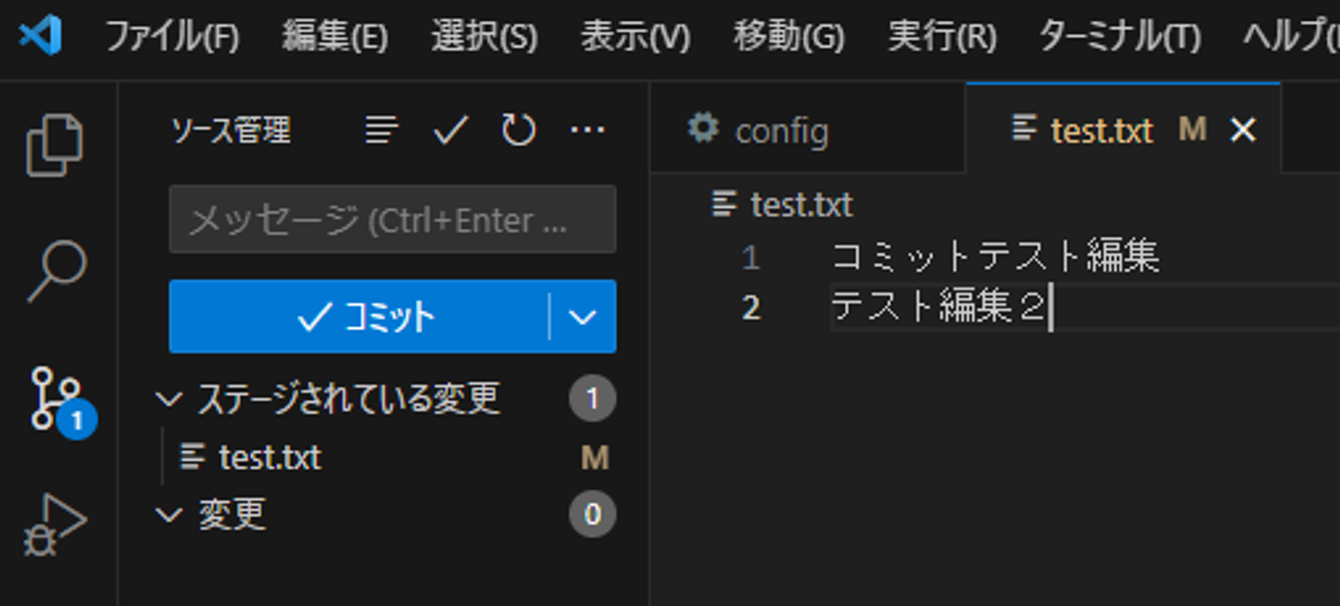 ファイル(F) 編集(E) 選択(S) 表示(V) 移動(G) 実行(R) ターミナル(T) ヘルプ(
ソース管理
メッセージ (Ctrl+Enter ...
コミット
ステージされている変更 1
test.txt M
変更 0
1
config
test.txt M
test.txt
1 コミットテスト編集
2 テスト編集２